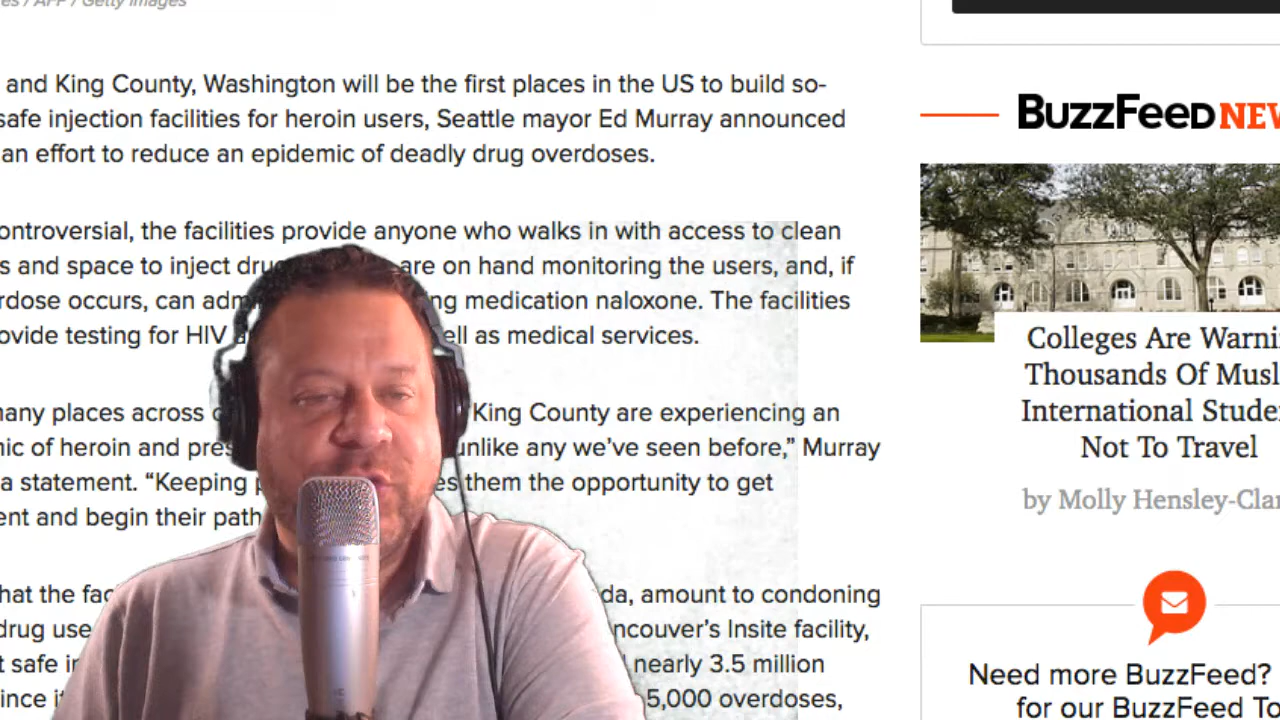 and King County, Washington will be the first places in the US to build so-
safe injection facilities for heroin users, Seattle mayor Ed Murray announced
an effort to reduce an epidemic of deadly drug overdoses.
ontroversial, the facilities provide anyone who walks in with access to clean
s and space to inject are on hand monitoring the users, and, if
rdose occurs, can ng medication naloxone. The facilities
ovide testing for HIV ell as medical services.
many places across King County are experiencing an
nic of heroin and pres unlike any we've seen before,” Murray
a statement. “Keeping es them the opportunity to get
ent and begin their path
hat the fac da, amount to condoning
drug use ncouver's Insite facility,
t safe in nearly 3.5 million
ince it 5,000 overdoses,
BuzzFeed NEW
Colleges Are Warni
Thousands Of Musl
International Stude
Not To Travel
by Molly Hensley-Cla
Need more BuzzFeed?
for our BuzzFeed To